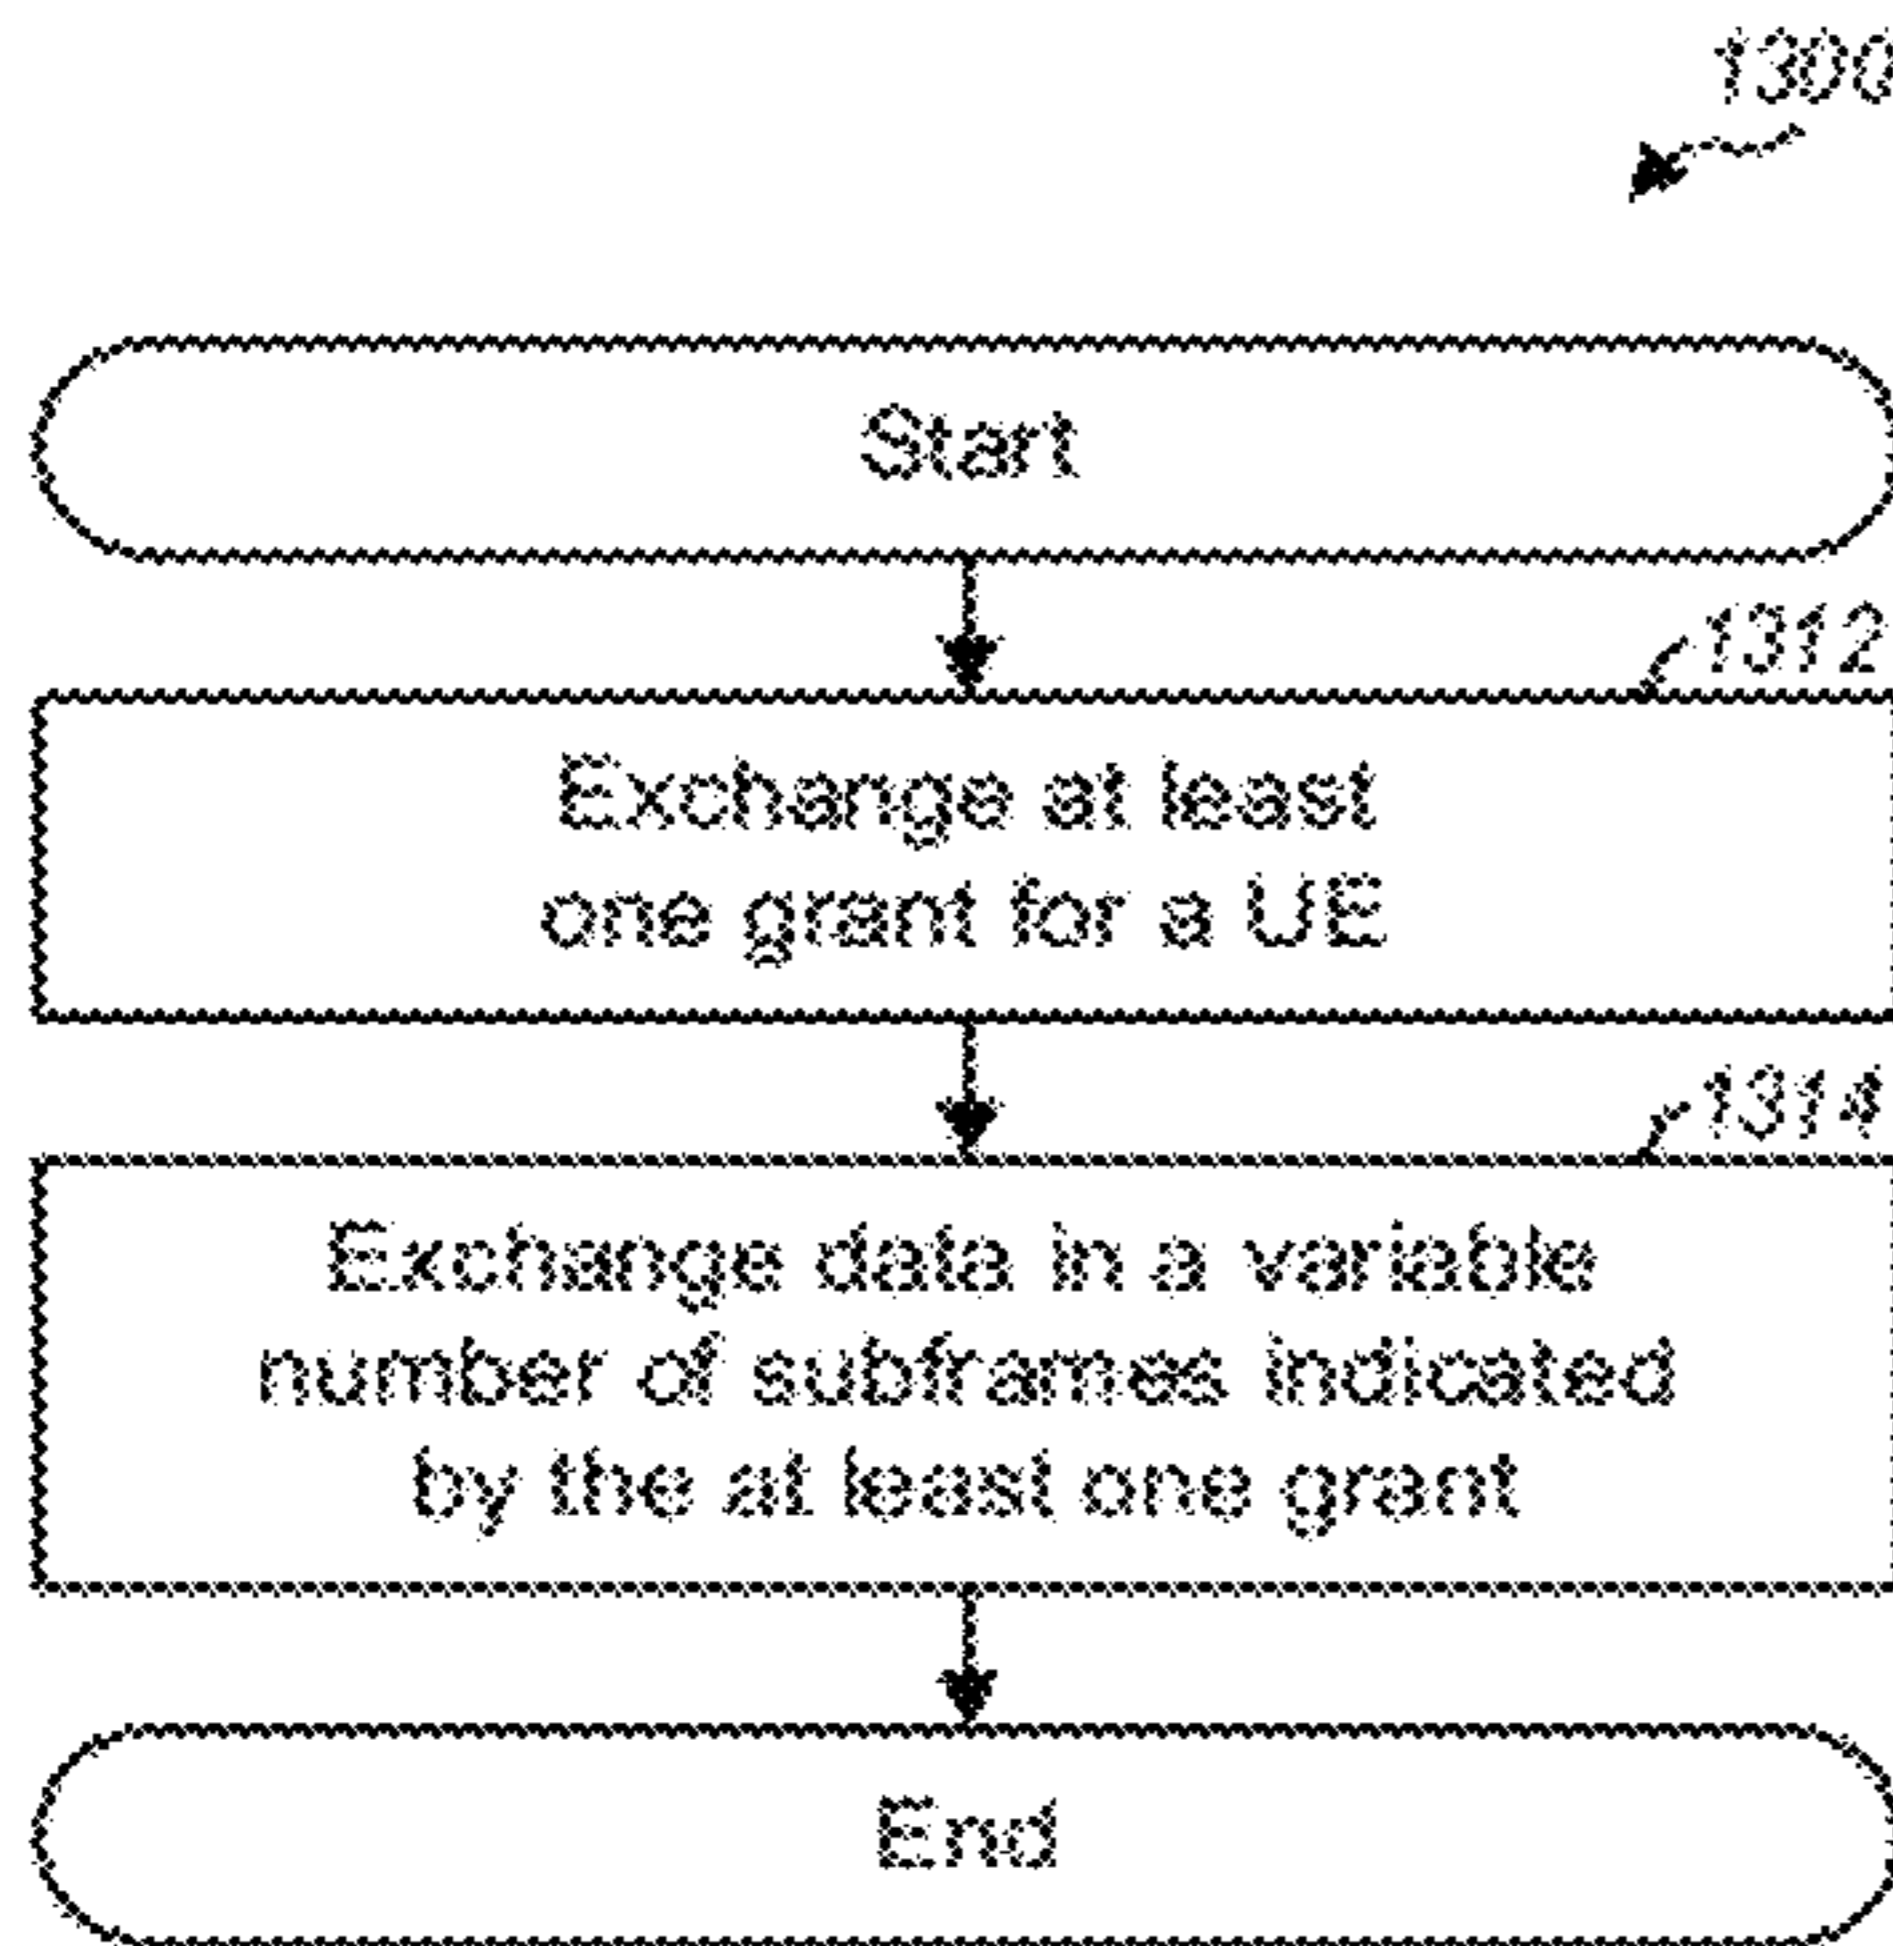 1300
Start
1312
Exchange at least
one grant for a UE
1314
Exchange data in a variable
number of subframes indicated
by the at least one grant
End